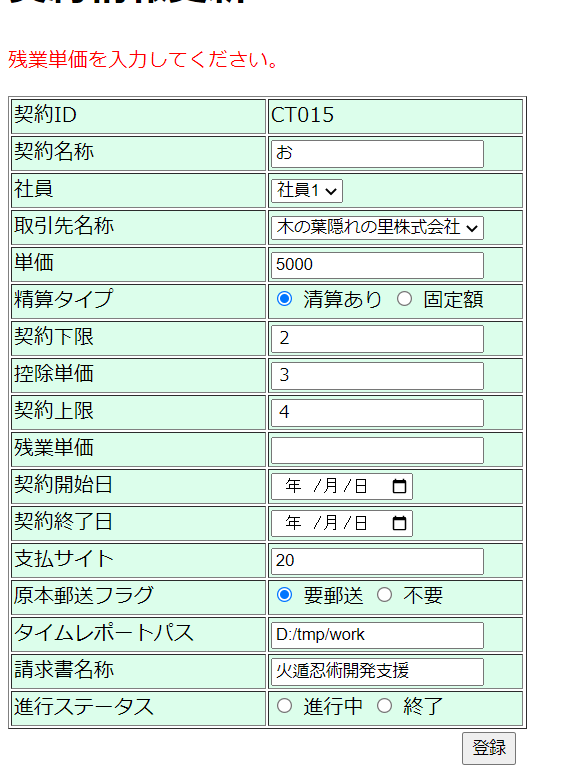 契約情報更新
残業単価を入力してください。
契約ID CT015
契約名称 お
社員 社員1
取引先名称 木の葉隠れの里株式会社
単価 5000
精算タイプ 清算あり 固定額
契約下限 2
控除単価 3
契約上限 4
残業単価
契約開始日 年 /月/日
契約終了日 年 /月/日
支払サイト 20
原本郵送フラグ 要郵送 不要
タイムレポートパス D:/tmp/work
請求書名称 火遁忍術開発支援
進行ステータス 進行中 終了
登録